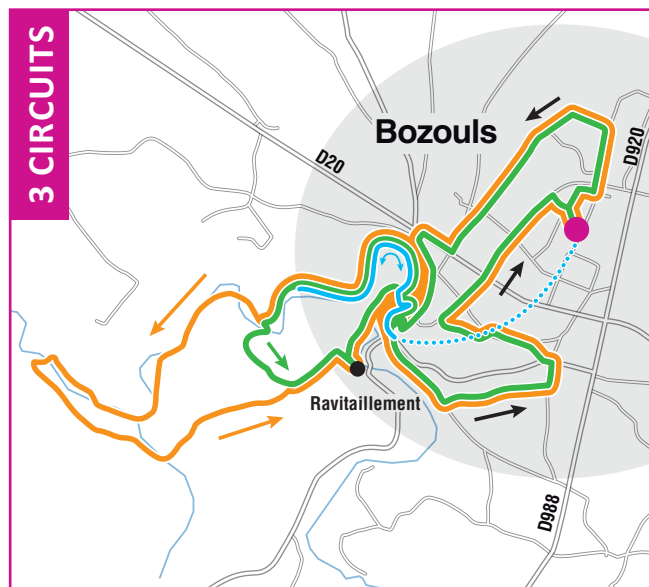 3 CIRCUITS
Bozouls
D20
D920
Ravitaillement
D988